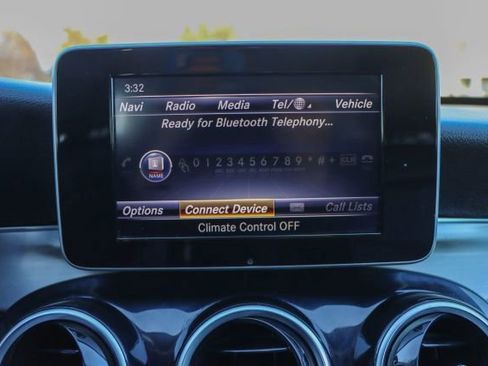 3:32
Navi Radio Media Tel/ Vehicle
Ready for Bluetooth Telephony...
0 1 2 3 4 5 6 7 8 9 * # +
NAME
Options Connect Device Call Lists
Climate Control OFF